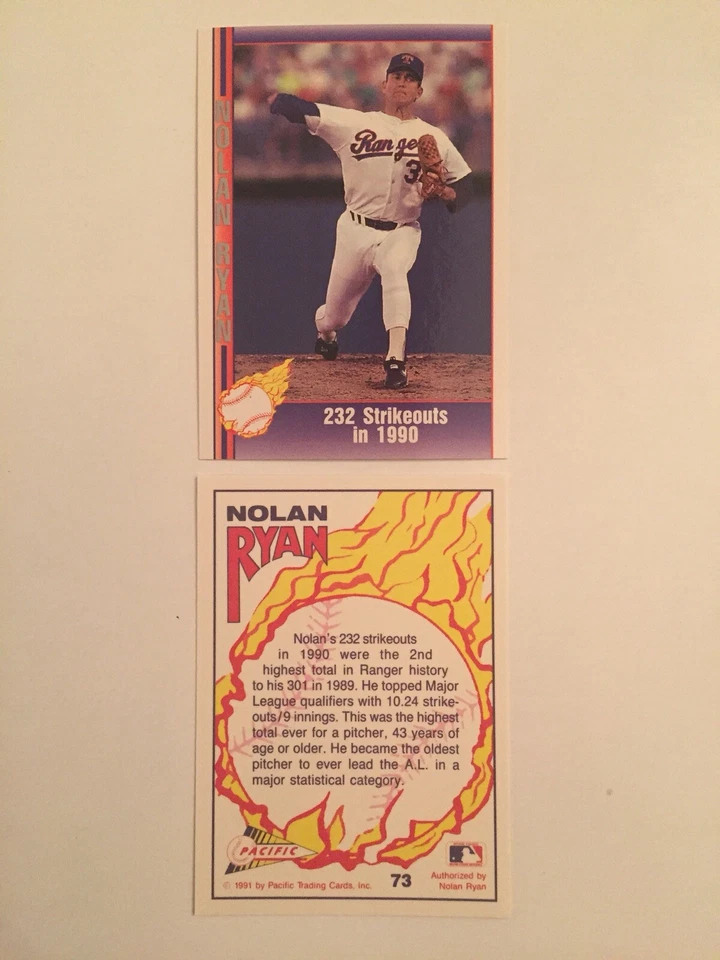 NOLAN RYAN
T
Range
3
232 Strikeouts
in 1990
NOLAN
RYAN
Nolan's 232 strikeouts
in 1990 were the 2nd
highest total in Ranger history
to his 301 in 1989. He topped Major
League qualifiers with 10.24 strike-
outs/9 innings. This was the highest
total ever for a pitcher, 43 years of
age or older. He became the oldest
pitcher to ever lead the A.L. in a
major statistical category.
PACIFIC
© 1991 by Pacific Trading Cards, Inc.
73
Authorized by
Nolan Ryan